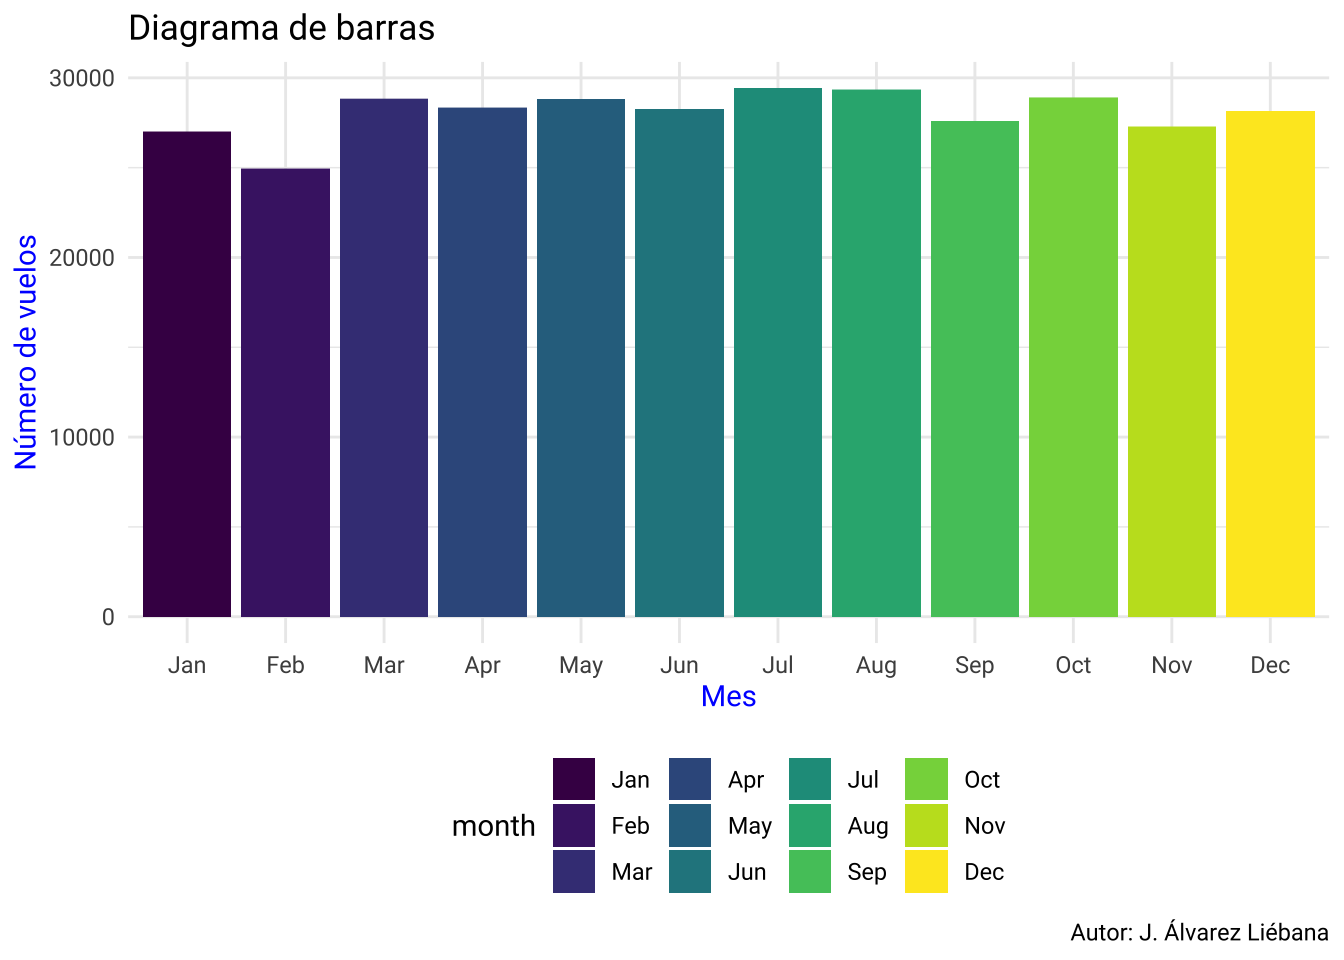 Diagrama de barras
Número de vuelos
30000
20000
10000
0
Jan Feb Mar Apr May Jun Jul Aug Sep Oct Nov Dec
Mes
month
Jan Apr Jul Oct
Feb May Aug Nov
Mar Jun Sep Dec
Autor: J. Álvarez Liébana